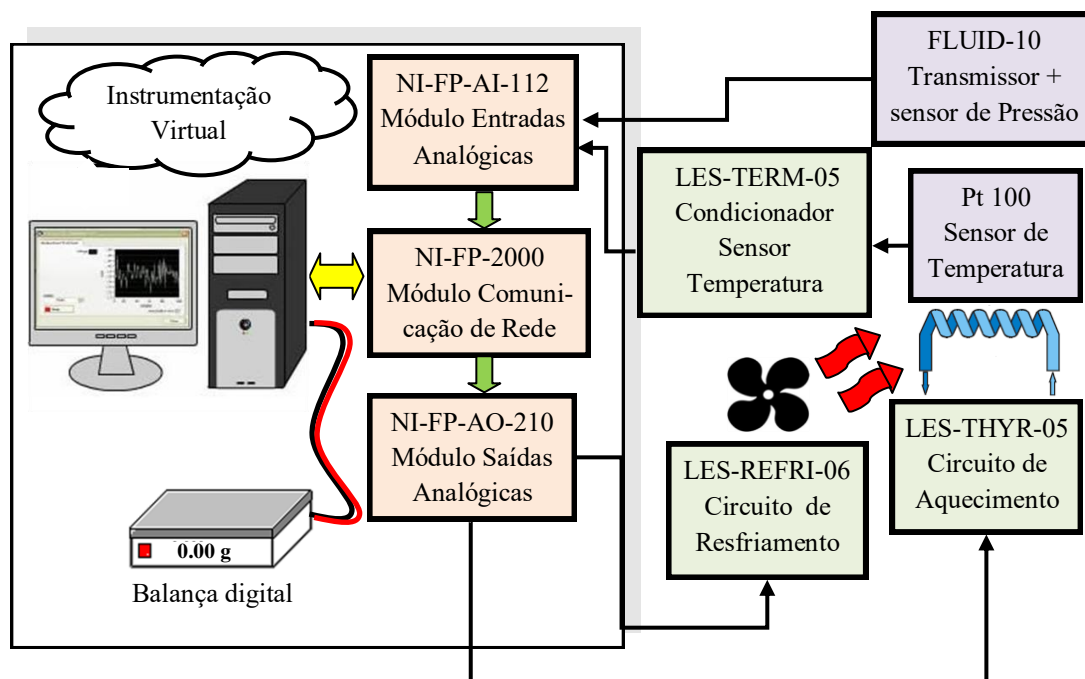 Instrumentação
Virtual
NI-FP-AI-112
Módulo Entradas
Analógicas
FLUID-10
Transmissor +
sensor de Pressão
LES-TERM-05
Condicionador
Sensor
Temperatura
Pt 100
Sensor de
Temperatura
NI-FP-2000
Módulo Comuni-
cação de Rede
NI-FP-AO-210
Módulo Saídas
Analógicas
LES-REFRI-06
Circuito de
Resfriamento
LES-THYR-05
Circuito de
Aquecimento
0.00 g
Balança digital